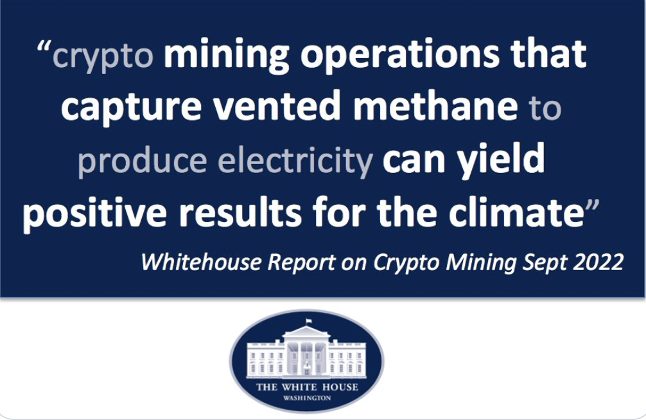 “crypto mining operations that
capture vented methane to
produce electricity can yield
positive results for the climate”
Whitehouse Report on Crypto Mining Sept 2022
THE WHITE HOUSE
WASHINGTON